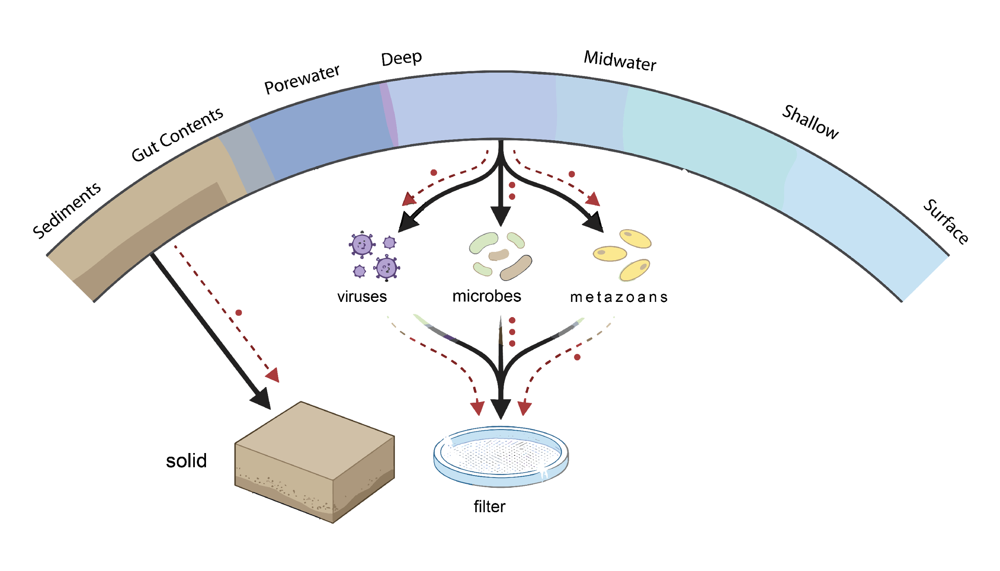 Sediments
Gut Contents
Porewater
Deep
Midwater
Shallow
Surface
viruses
microbes
metazoans
solid
filter